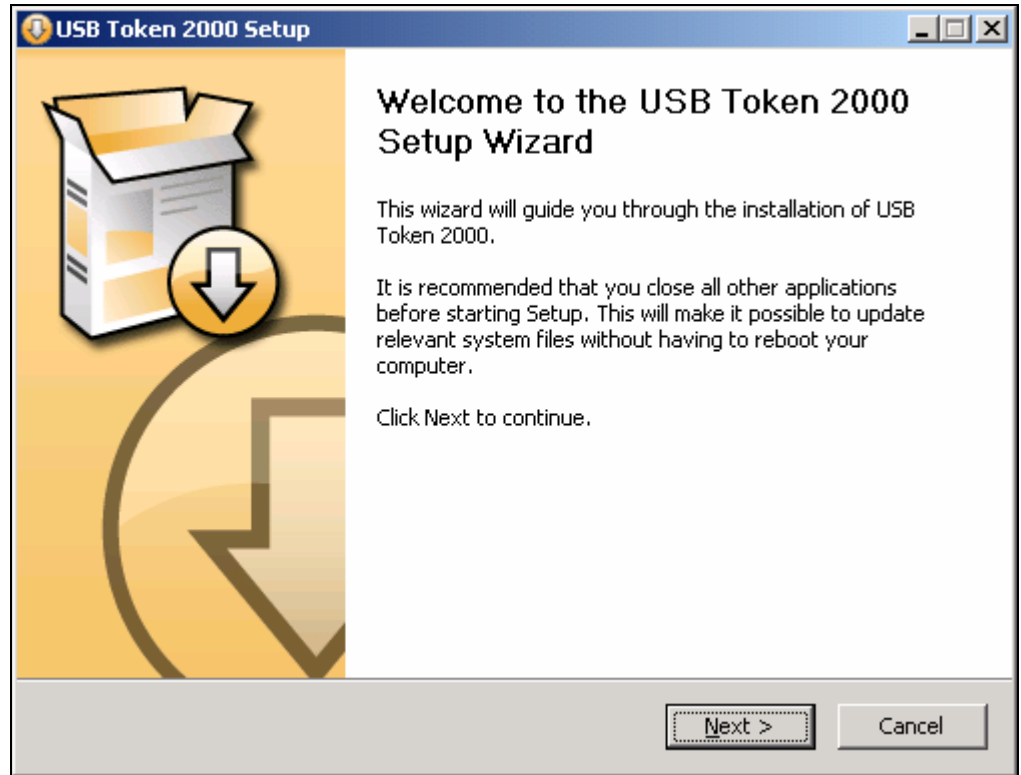 USB Token 2000 Setup
Welcome to the USB Token 2000
Setup Wizard
This wizard will guide you through the installation of USB
Token 2000.
It is recommended that you close all other applications
before starting Setup. This will make it possible to update
relevant system files without having to reboot your
computer.
Click Next to continue.
Next >
Cancel